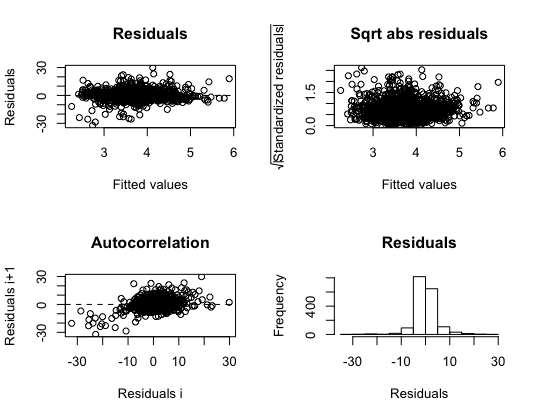 Residuals
Residuals
-30 0 30
3 4 5 6
Fitted values
Sqrt abs residuals
√|Standardized residuals|
0.0 1.5
3 4 5 6
Fitted values
Autocorrelation
Residuals i+1
-30 0 30
-30 -10 0 10 30
Residuals i
Residuals
Frequency
0 400
-30 -10 10 30
Residuals